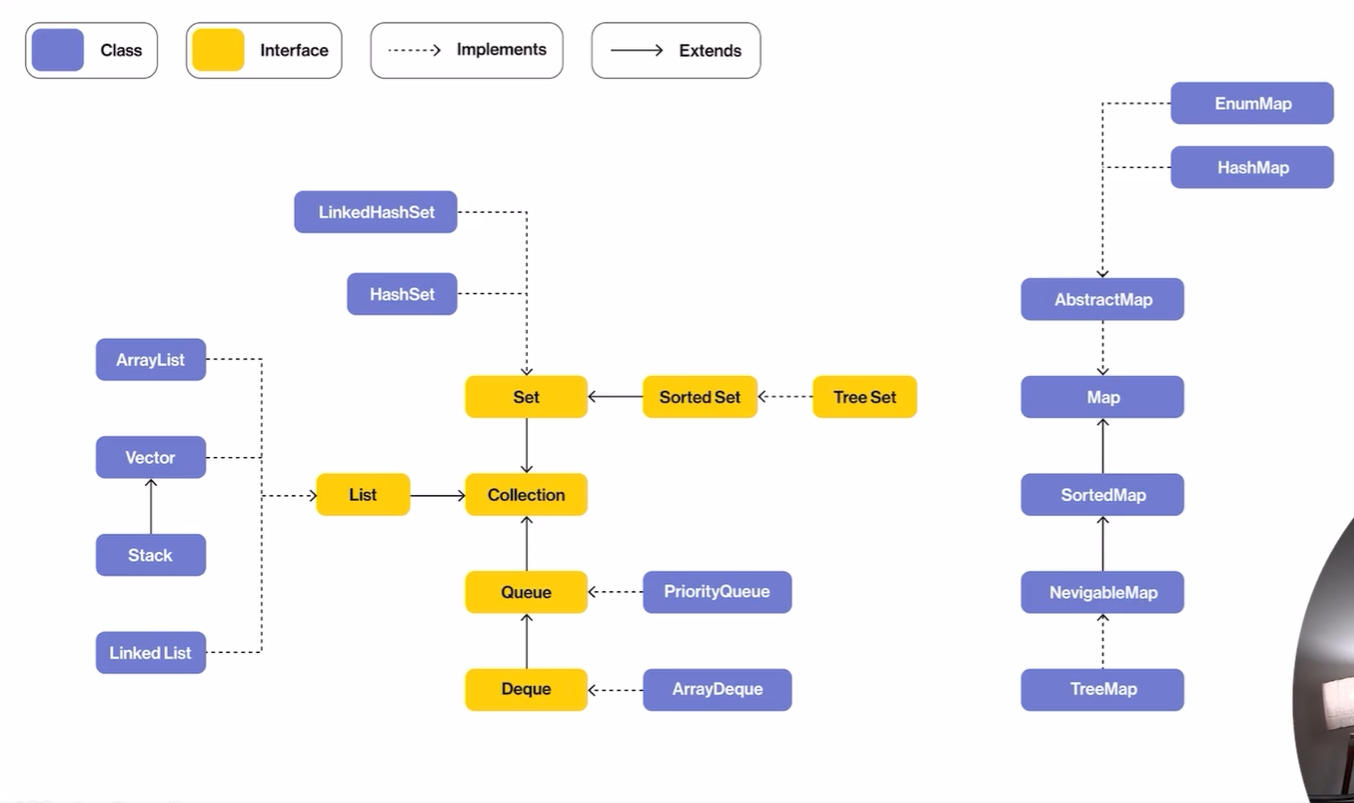 Class
Interface
Implements
Extends
EnumMap
HashMap
LinkedHashSet
HashSet
AbstractMap
ArrayList
Set
Sorted Set
Tree Set
Map
Vector
List
Collection
SortedMap
Stack
Queue
PriorityQueue
NevigableMap
Linked List
Deque
ArrayDeque
TreeMap